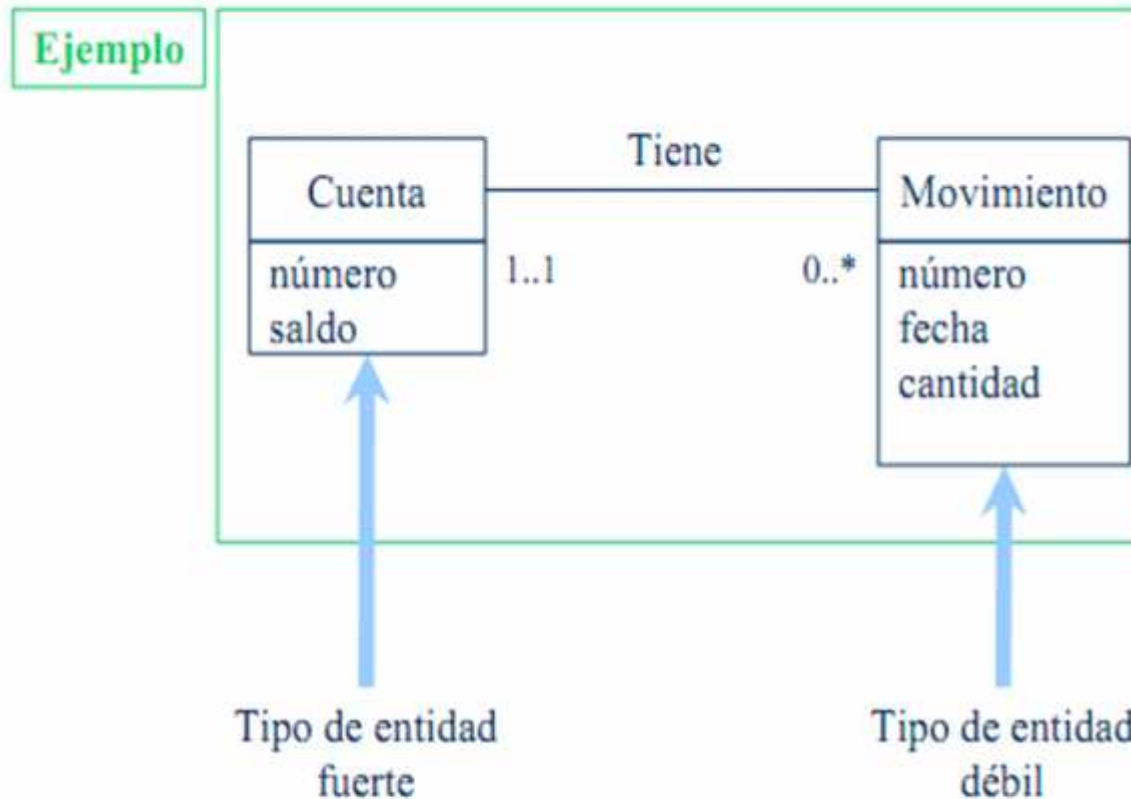 Ejemplo
Tiene
Cuenta
Movimiento
número
saldo
1..1
0..*
número
fecha
cantidad
Tipo de entidad
fuerte
Tipo de entidad
débil